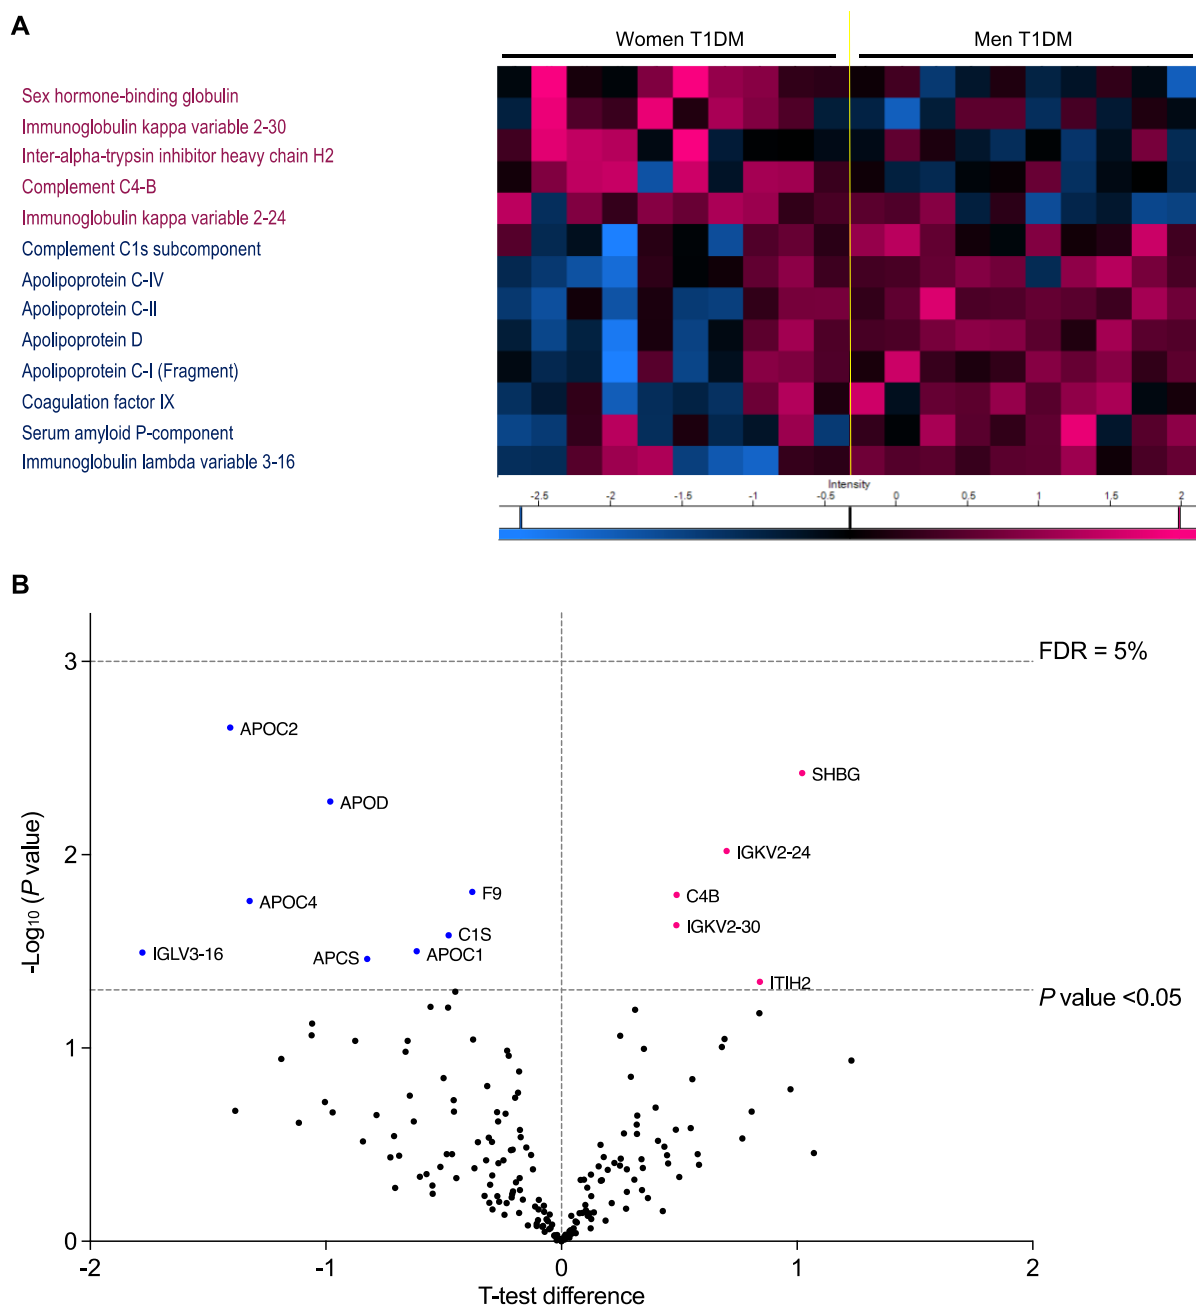 A
Women T1DM
Men T1DM
Sex hormone-binding globulin
Immunoglobulin kappa variable 2-30
Inter-alpha-trypsin inhibitor heavy chain H2
Complement C4-B
Immunoglobulin kappa variable 2-24
Complement C1s subcomponent
Apolipoprotein C-IV
Apolipoprotein C-II
Apolipoprotein D
Apolipoprotein C-I (Fragment)
Coagulation factor IX
Serum amyloid P-component
Immunoglobulin lambda variable 3-16
Intensity
-2.5 -2 -1.5 -1 -0.5 0 0.5 1 1.5 2
B
3
FDR = 5%
APOC2
SHBG
APOD
IGKV2-24
2
F9
C4B
APOC4
IGKV2-30
C1S
IGLV3-16
APCS
APOC1
ITIH2
P value <0.05
1
0
-Log10 (P value)
-2 -1 0 1 2
T-test difference